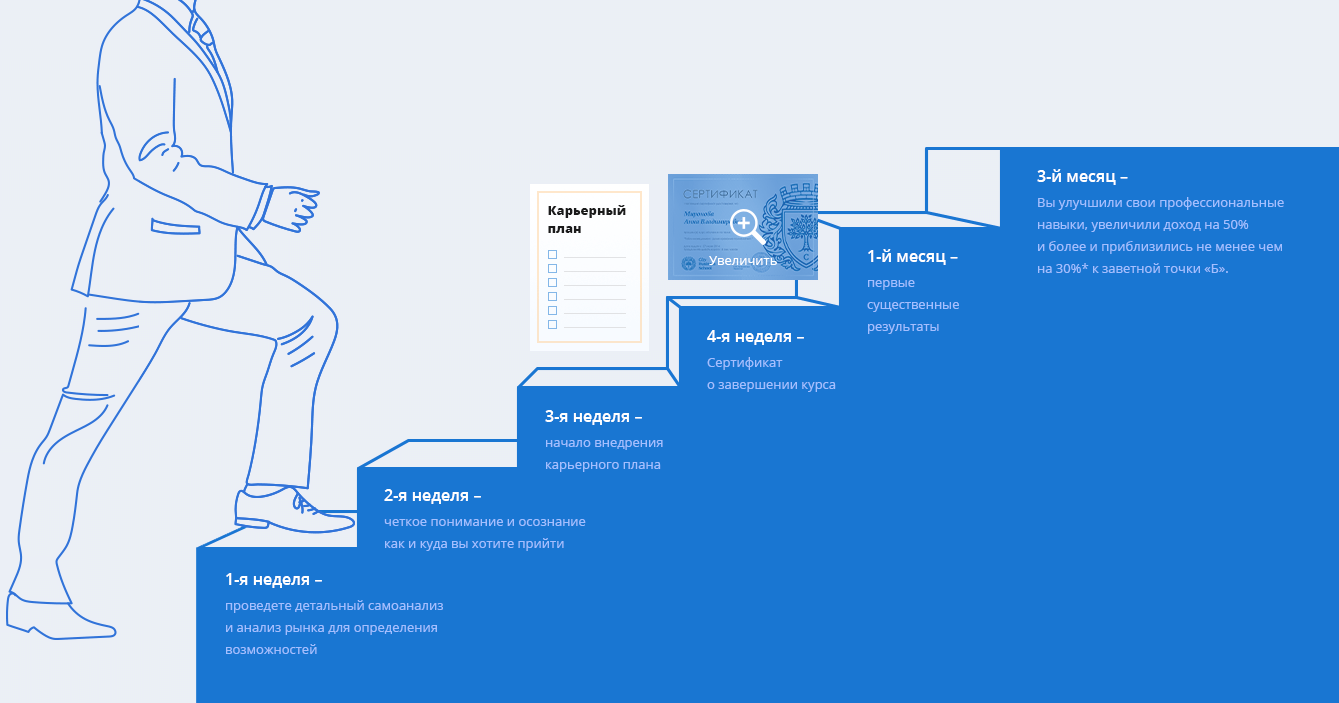 Карьерный
план
СЕРТИФИКАТ
Увеличить
3-й месяц –
Вы улучшили свои профессиональные
навыки, увеличили доход на 50%
и более и приблизились не менее чем
на 30%* к заветной точки «Б».
1-й месяц –
первые
существенные
результаты
4-я неделя –
Сертификат
о завершении курса
3-я неделя –
начало внедрения
карьерного плана
2-я неделя –
четкое понимание и осознание
как и куда вы хотите прийти
1-я неделя –
проведете детальный самоанализ
и анализ рынка для определения
возможностей